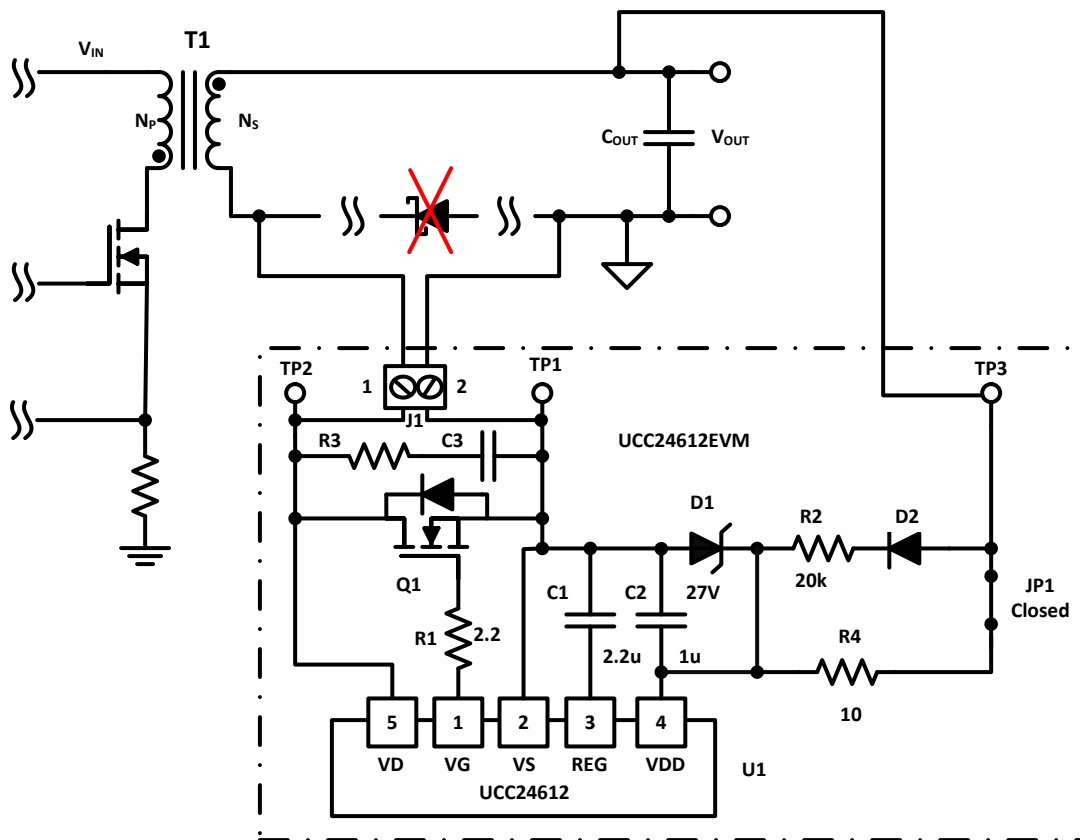 T1
VIN
NP
NS
COUT
VOUT
TP2
TP1
TP3
1
2
J1
R3
C3
UCC24612EVM
D1
R2
D2
Q1
C1
C2
27V
20k
JP1
Closed
R1
2.2
2.2u
1u
R4
10
5
1
2
3
4
VD
VG
VS
REG
VDD
U1
UCC24612